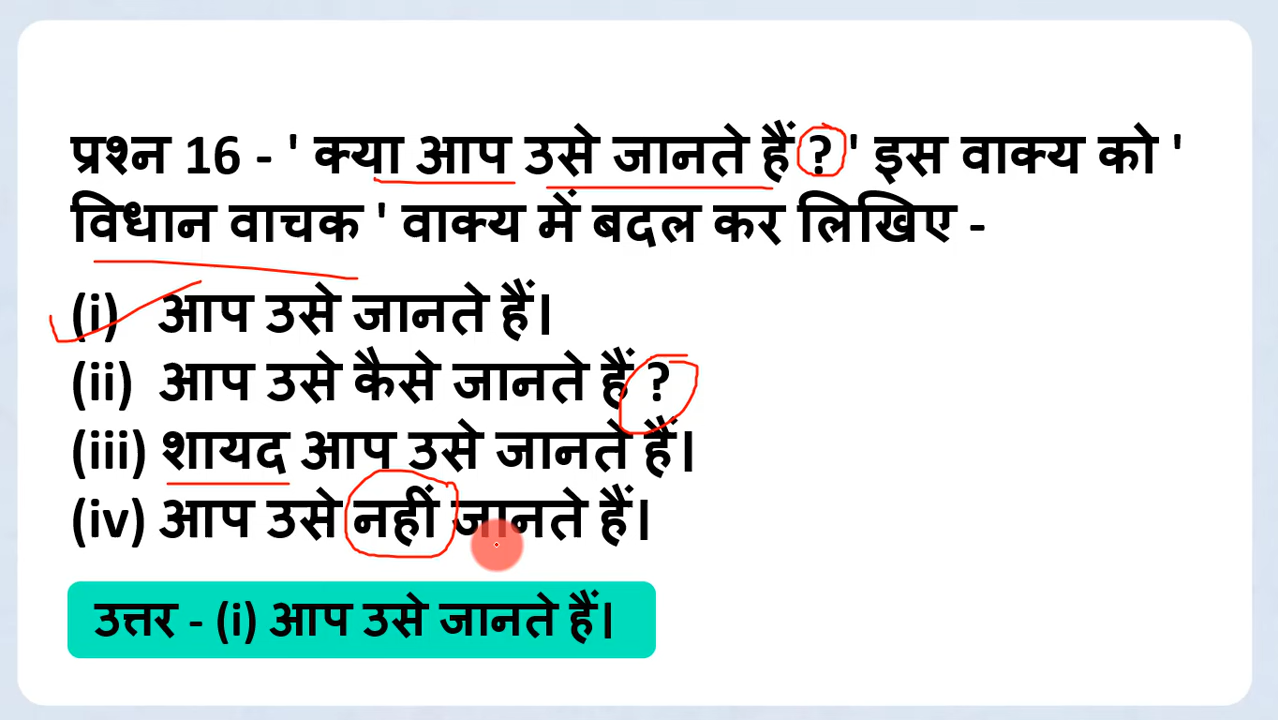 प्रश्न 16 - ' क्या आप उसे जानते हैं ? ' इस वाक्य को '
विधान वाचक ' वाक्य में बदल कर लिखिए -
(i) आप उसे जानते हैं।
(ii) आप उसे कैसे जानते हैं ?
(iii) शायद आप उसे जानते हैं।
(iv) आप उसे नहीं जानते हैं।
उत्तर - (i) आप उसे जानते हैं।